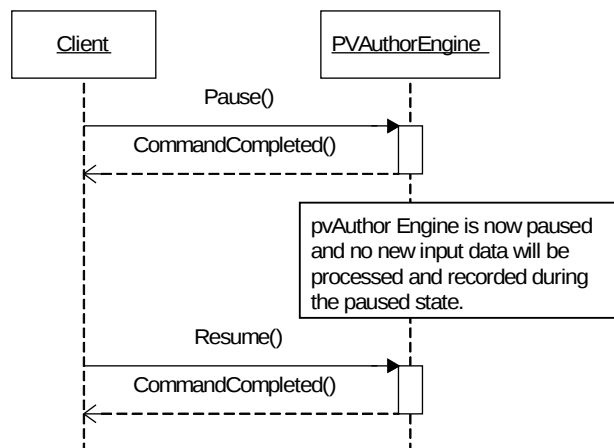 Client
PVAuthorEngine
Pause()
CommandCompleted()
pvAuthor Engine is now paused
and no new input data will be
processed and recorded during
the paused state.
Resume()
CommandCompleted()